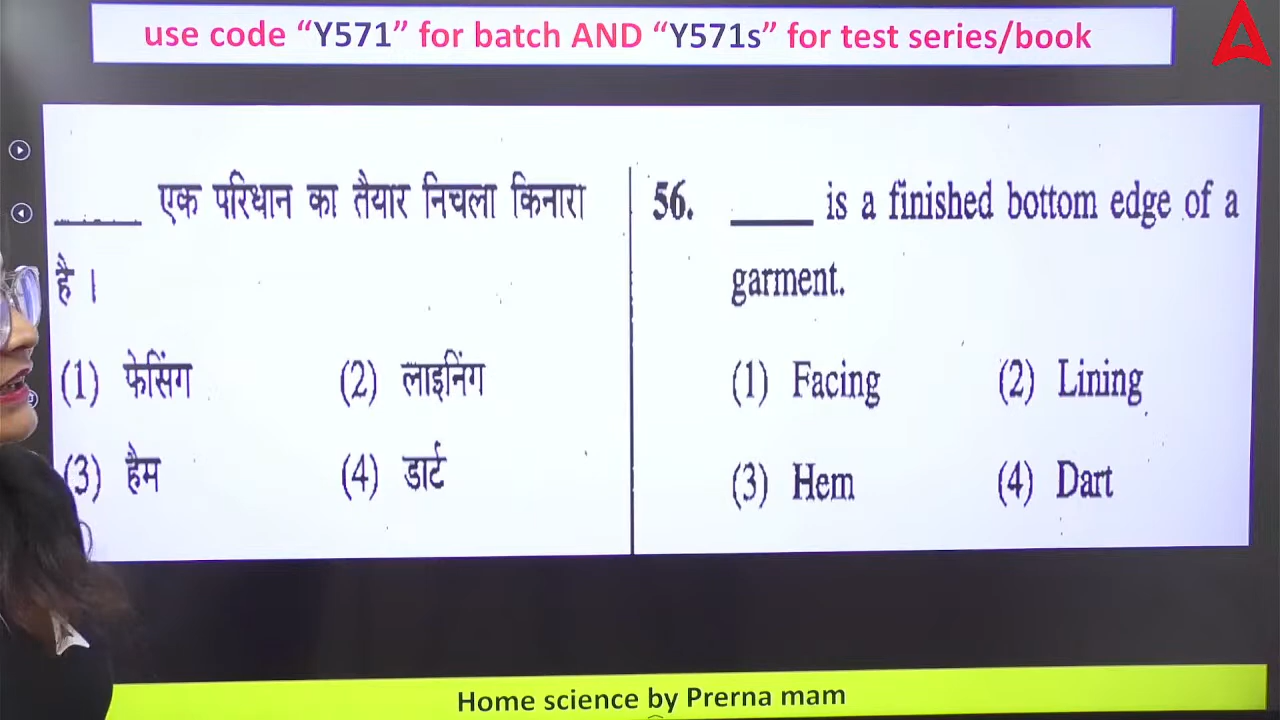 use code “Y571” for batch AND “Y571s” for test series/book
_____ एक परिधान का तैयार निचला किनारा
है ।
(1) फेसिंग (2) लाइनिंग
(3) हैम (4) डार्ट
56. _____ is a finished bottom edge of a
garment.
(1) Facing (2) Lining
(3) Hem (4) Dart
Home science by Prerna mam